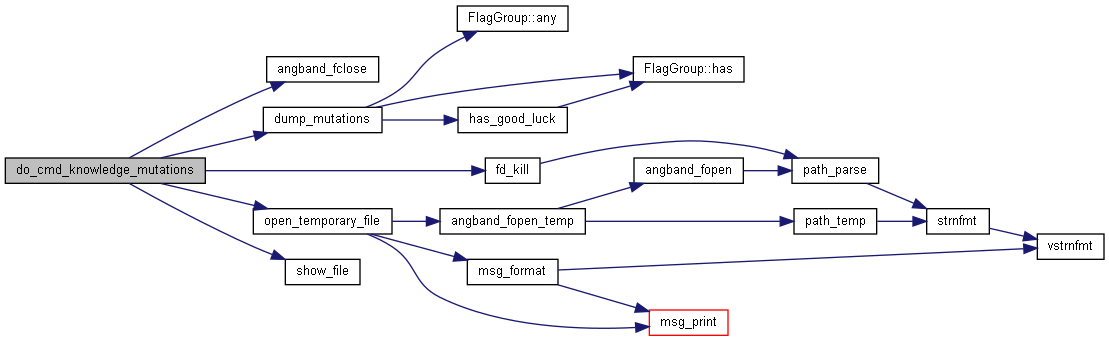 FlagGroup::any
angband_fclose
FlagGroup::has
dump_mutations
has_good_luck
do_cmd_knowledge_mutations
fd_kill
angband_fopen
path_parse
open_temporary_file
angband_fopen_temp
path_temp
strnfmt
vstrnfmt
show_file
msg_format
msg_print